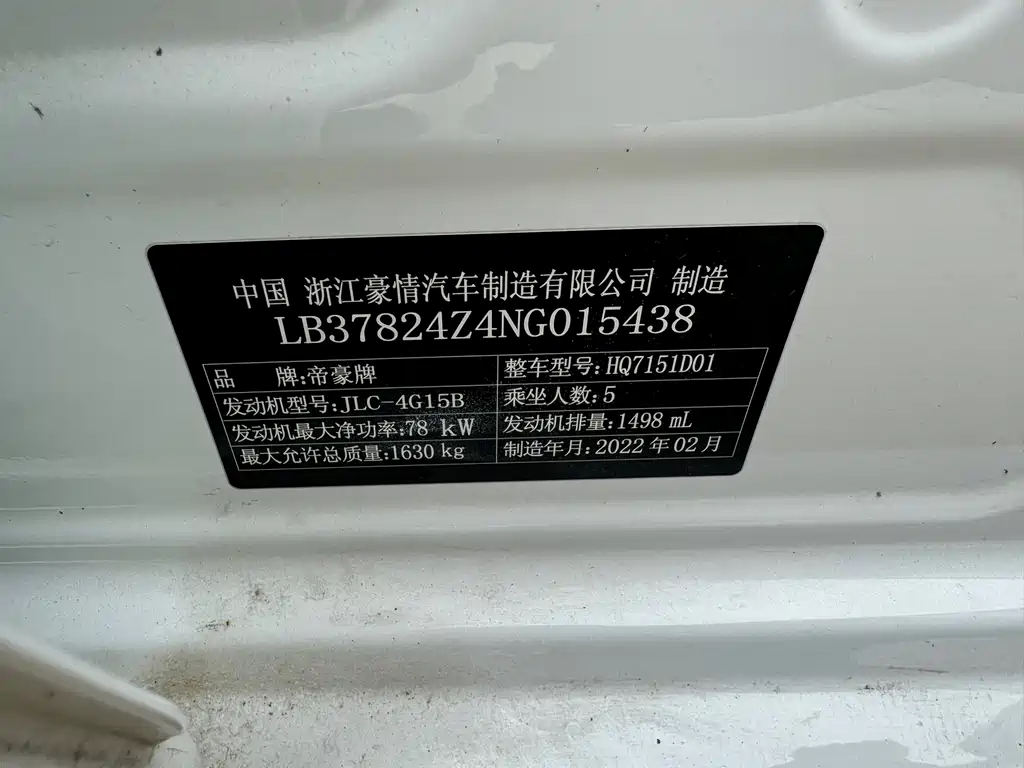 中国 浙江豪情汽车制造有限公司 制造
LB37824Z4NG015438
品 牌:帝豪牌 整车型号:HQ7151D01
发动机型号:JLC-4G15B 乘坐人数:5
发动机最大净功率:78 kW 发动机排量:1498 mL
最大允许总质量:1630 kg 制造年月:2022 年 02 月